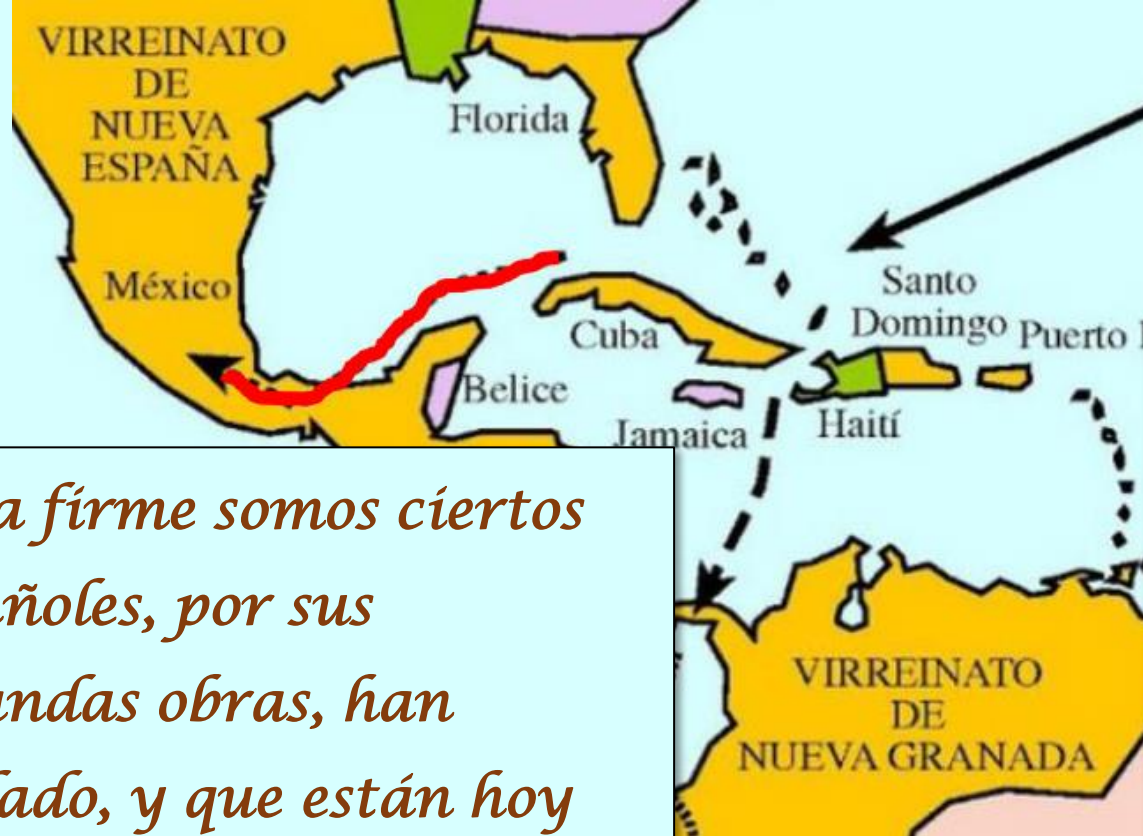 VIRREINATO
DE
NUEVA
ESPAÑA
Florida
México
Santo
Domingo
Puerto
Cuba
Belice
Jamaica
Haití
VIRREINATO
DE
NUEVA GRANADA
a firme somos ciertos
ñoles, por sus
ndas obras, han
ado, y que están hoy